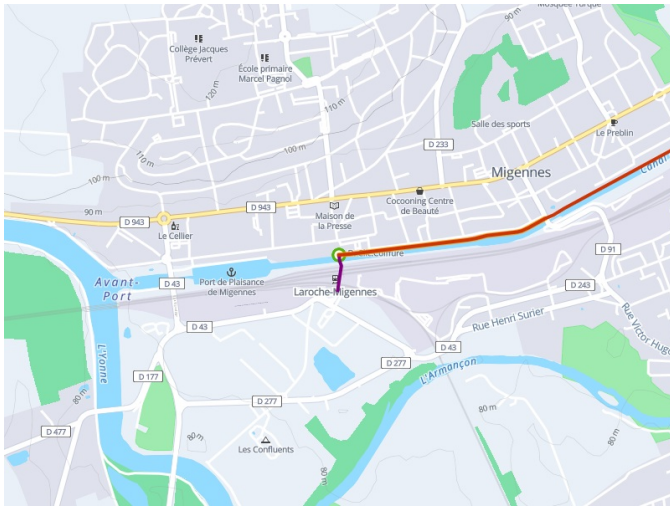 Mosquée Turque
90 m
Collège Jacques
Prévert
École primaire
Marcel Pagnol
120 m
110 m
Salle des sports
Le Preblin
D 233
110 m
100 m
100 m
Migennes
Cocooning Centre
de Beauté
90 m
D 943
D 943
Maison de
la Presse
Le Cellier
Canal
D 91
Coiffure
Avant-
Port
D 43
Port de Plaisance
de Migennes
Laroche-Migennes
D 243
L'Yonne
D 43
Rue Henri Surier
Rue Victor Hugo
D 43
D 277
D 177
L'Armançon
80 m
D 277
80 m
80 m
D 477
80 m
Les Confluents
80 m